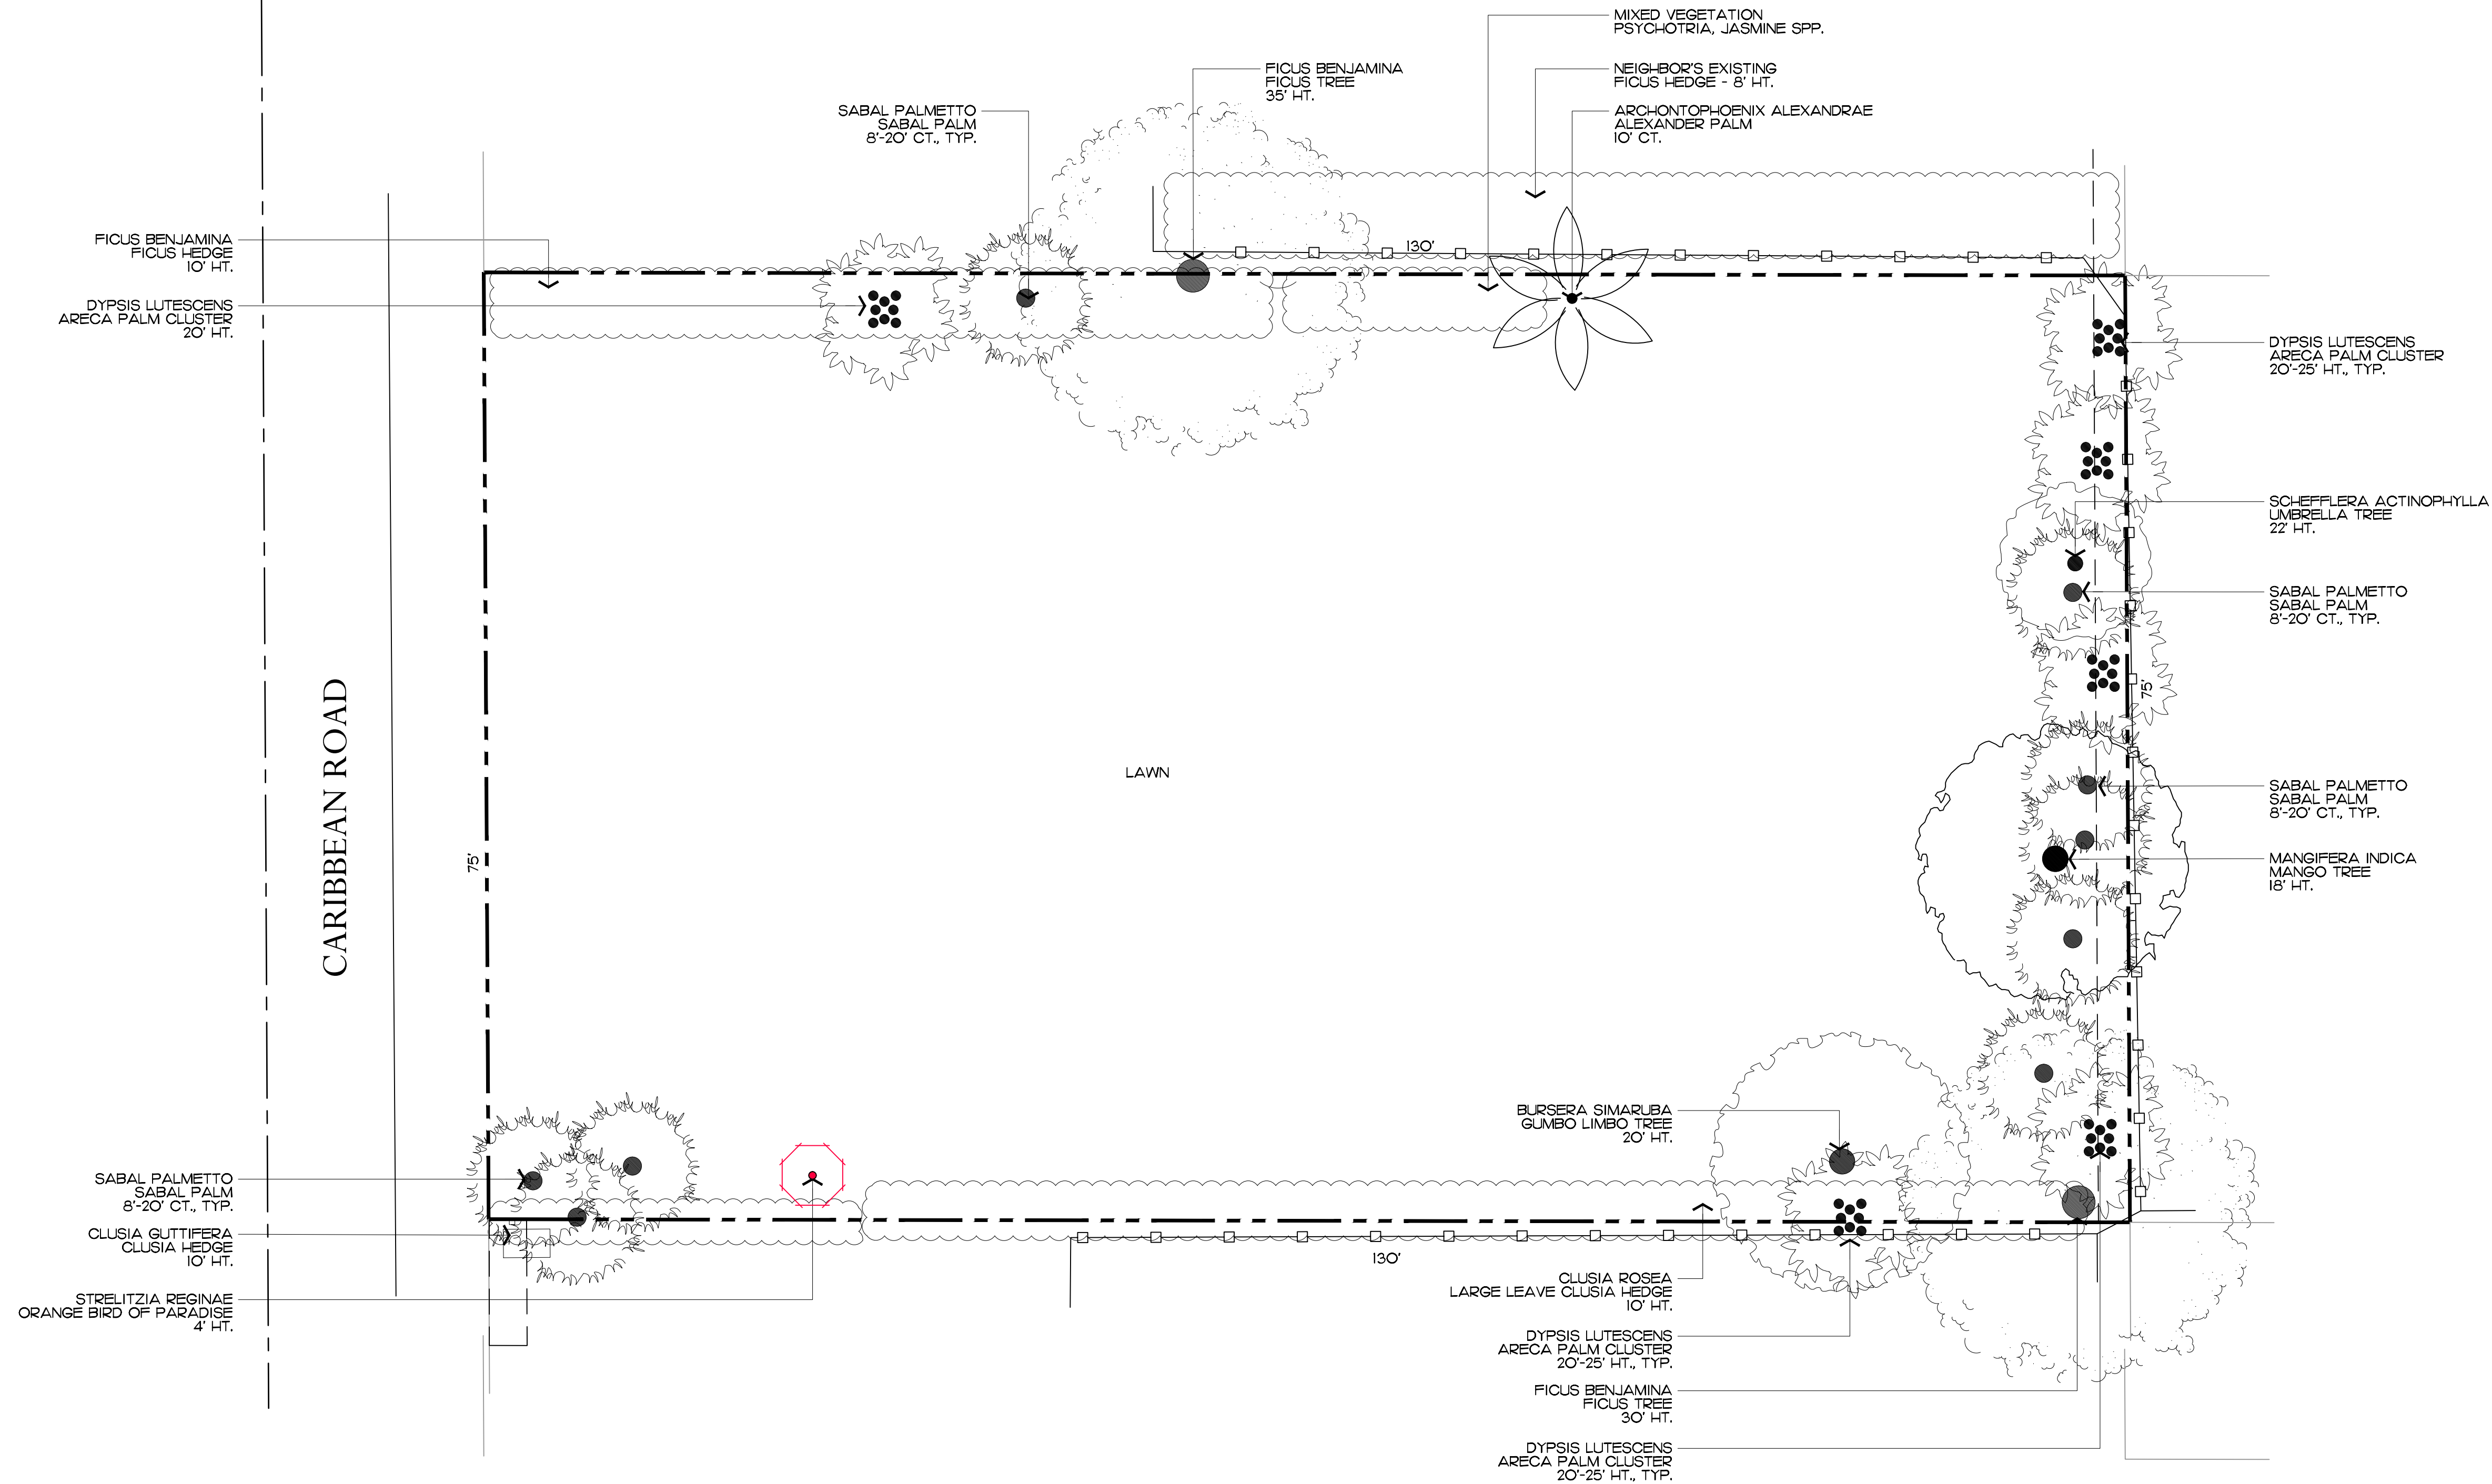 MIXED VEGETATION
PSYCHOTRIA, JASMINE SPP.
FICUS BENJAMINA
FICUS TREE
35' HT.
NEIGHBOR'S EXISTING
FICUS HEDGE - 8' HT.
SABAL PALMETTO
SABAL PALM
8'-20' CT., TYP.
ARCHONTOPHOENIX ALEXANDRAE
ALEXANDER PALM
10' CT.
FICUS BENJAMINA
FICUS HEDGE
10' HT.
130'
DYPSIS LUTESCENS
ARECA PALM CLUSTER
20' HT.
DYPSIS LUTESCENS
ARECA PALM CLUSTER
20'-25' HT., TYP.
SCHEFFLERA ACTINOPHYLLA
UMBRELLA TREE
22' HT.
SABAL PALMETTO
SABAL PALM
8'-20' CT., TYP.
75'
CARIBBEAN ROAD
LAWN
SABAL PALMETTO
SABAL PALM
8'-20' CT., TYP.
75'
MANGIFERA INDICA
MANGO TREE
18' HT.
BURSERA SIMARUBA
GUMBO LIMBO TREE
20' HT.
SABAL PALMETTO
SABAL PALM
8'-20' CT., TYP.
CLUSIA GUTTIFERA
CLUSIA HEDGE
10' HT.
130'
STRELITZIA REGINAE
ORANGE BIRD OF PARADISE
4' HT.
CLUSIA ROSEA
LARGE LEAVE CLUSIA HEDGE
10' HT.
DYPSIS LUTESCENS
ARECA PALM CLUSTER
20'-25' HT., TYP.
FICUS BENJAMINA
FICUS TREE
30' HT.
DYPSIS LUTESCENS
ARECA PALM CLUSTER
20'-25' HT., TYP.